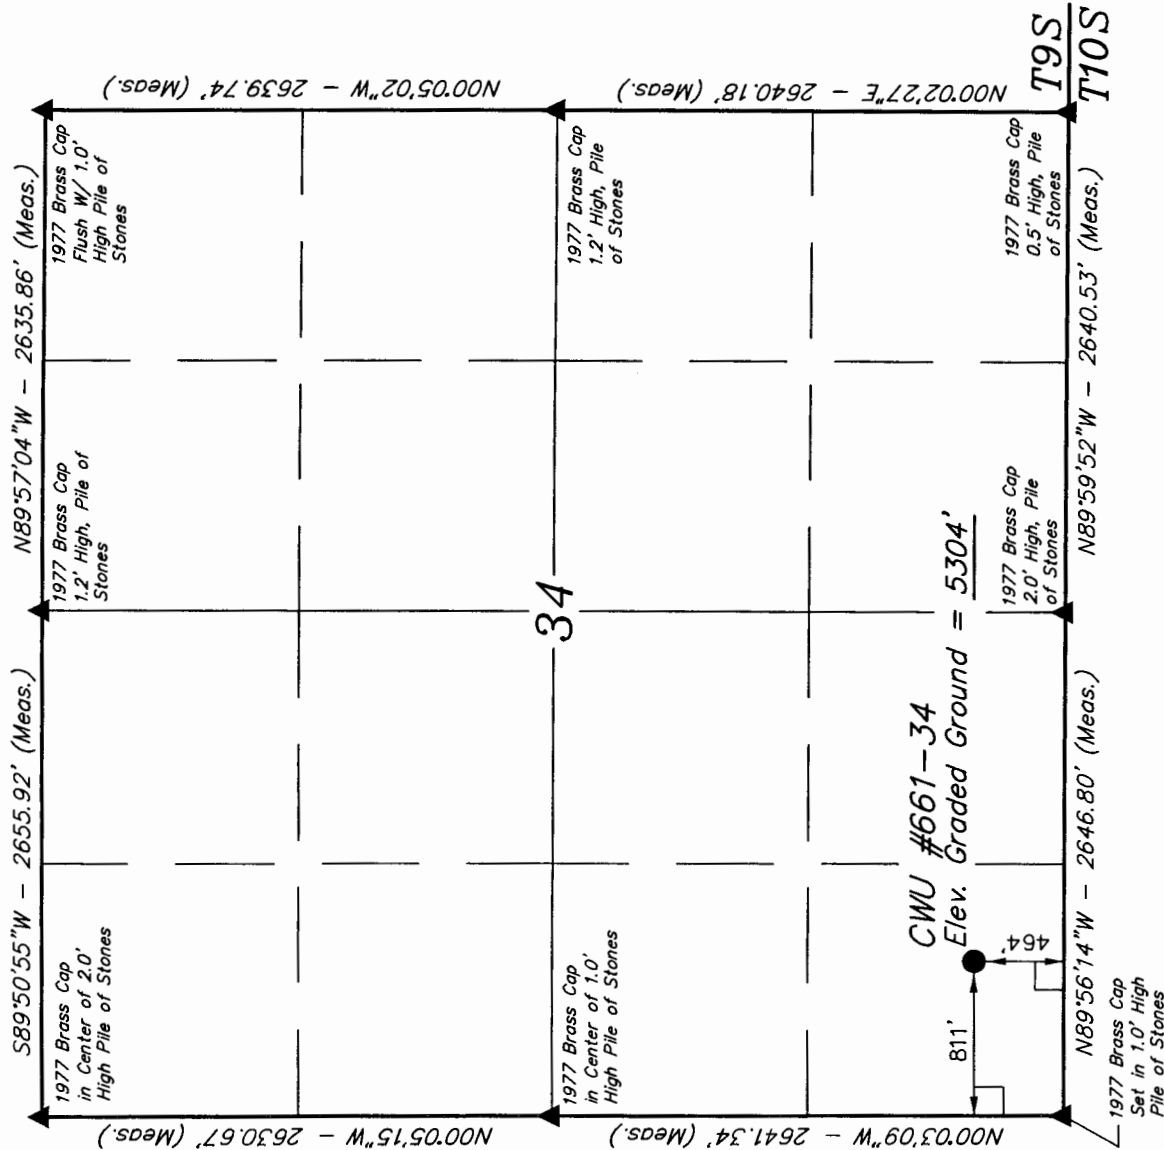 S89°50'55"W - 2655.92' (Meas.)
N89°57'04"W - 2635.86' (Meas.)
1977 Brass Cap
in Center of 2.0'
High Pile of Stones
1977 Brass Cap
1.2' High, Pile of
Stones
1977 Brass Cap
Flush W/ 1.0'
High Pile of
Stones
N00°05'15"W - 2630.67' (Meas.)
N00°05'02"W - 2639.74' (Meas.)
34
1977 Brass Cap
in Center of 1.0'
High Pile of Stones
1977 Brass Cap
1.2' High, Pile
of Stones
N00°03'09"W - 2641.34' (Meas.)
N00°02'27"E - 2640.18' (Meas.)
CWU #661-34
Elev. Graded Ground = 5304'
811'
464'
1977 Brass Cap
2.0' High, Pile
of Stones
1977 Brass Cap
0.5' High, Pile
of Stones
T9S
T10S
N89°56'14"W - 2646.80' (Meas.)
N89°59'52"W - 2640.53' (Meas.)
1977 Brass Cap
Set in 1.0' High
Pile of Stones